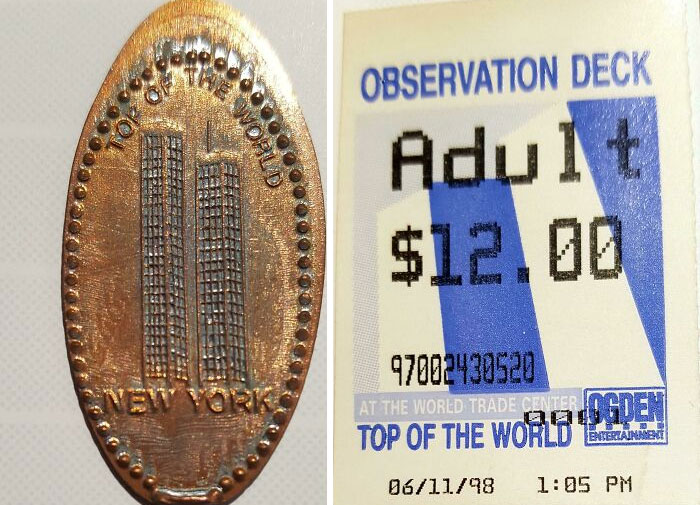 TOP OF THE WORLD
NEW YORK
OBSERVATION DECK
Adult
$12.00
97002430520
AT THE WORLD TRADE CENTER
0001
OGDEN
ENTERTAINMENT
TOP OF THE WORLD
06/11/98 1:05 PM